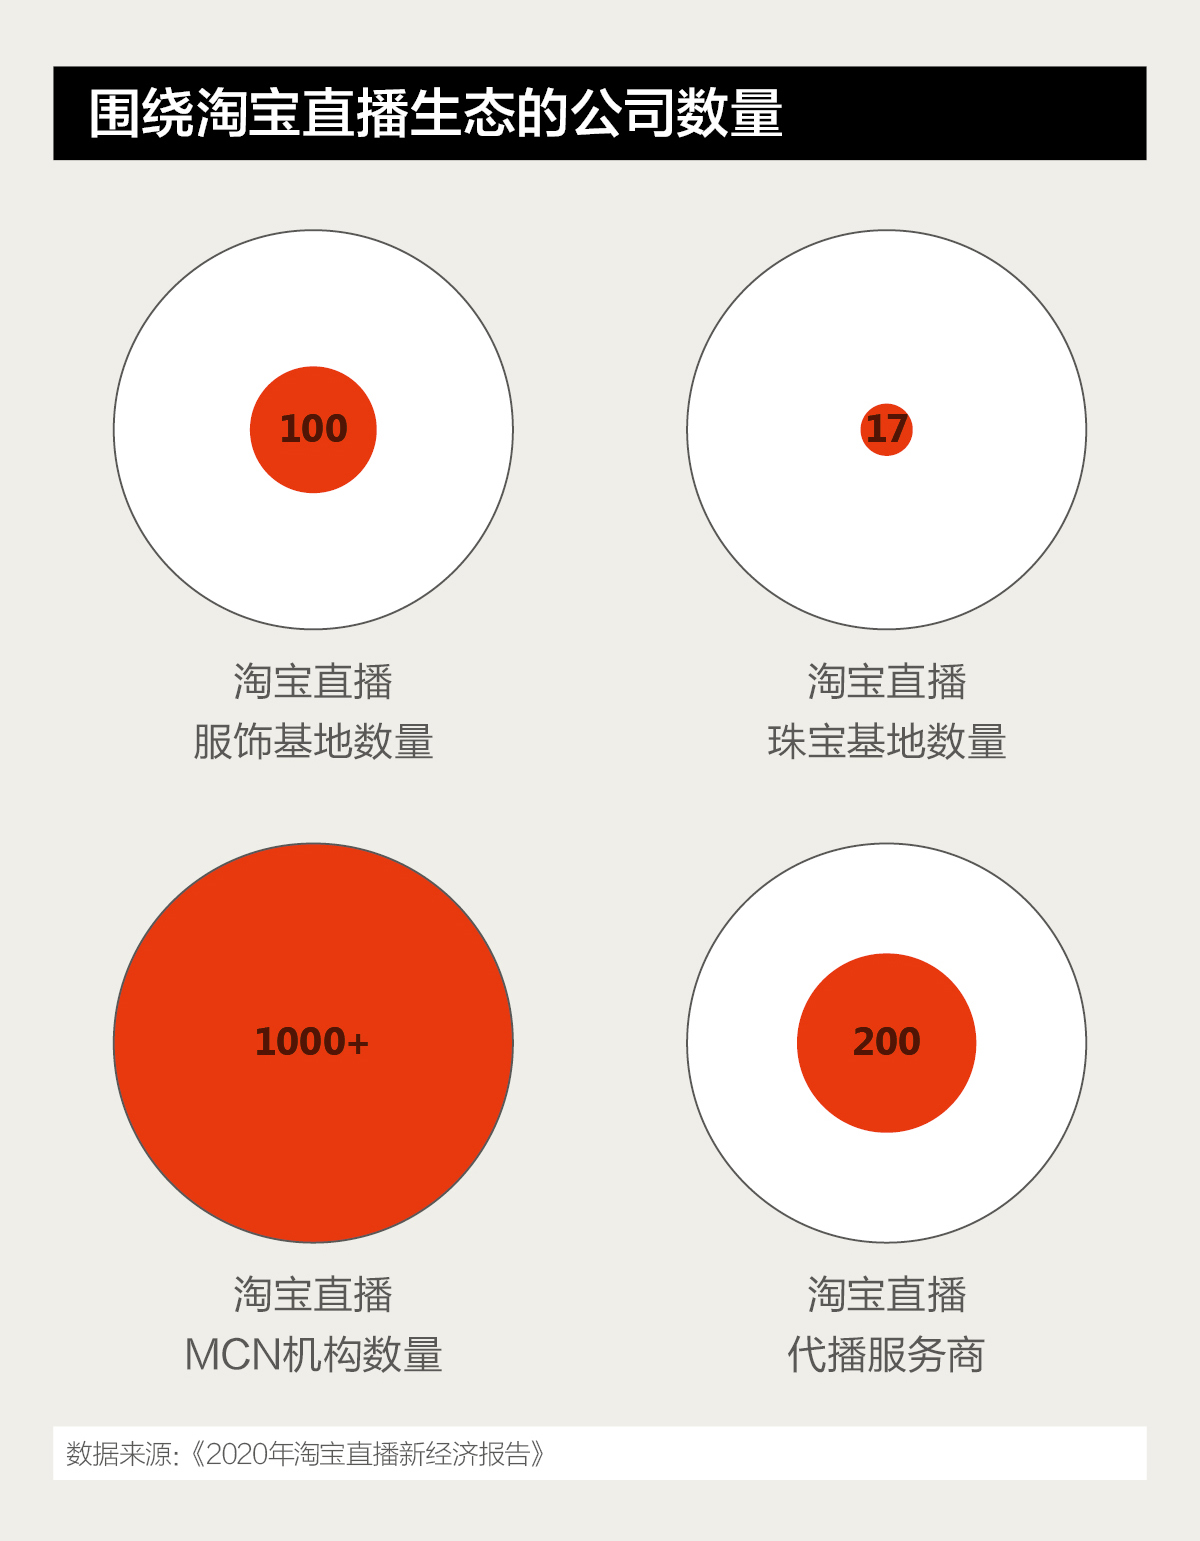 围绕淘宝直播生态的公司数量
100
17
淘宝直播
服饰基地数量
淘宝直播
珠宝基地数量
1000+
200
淘宝直播
MCN机构数量
淘宝直播
代播服务商
数据来源:《2020年淘宝直播新经济报告》